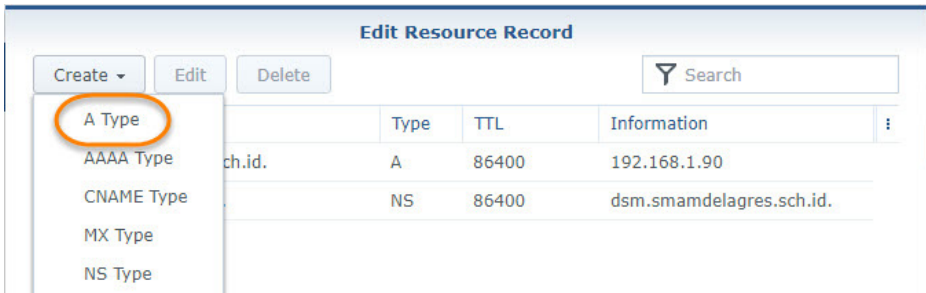 Edit Resource Record
Create Edit Delete Search
A Type Type TTL Information
AAAA Type ch.id. A 86400 192.168.1.90
CNAME Type NS 86400 dsm.smamdelagres.sch.id.
MX Type
NS Type